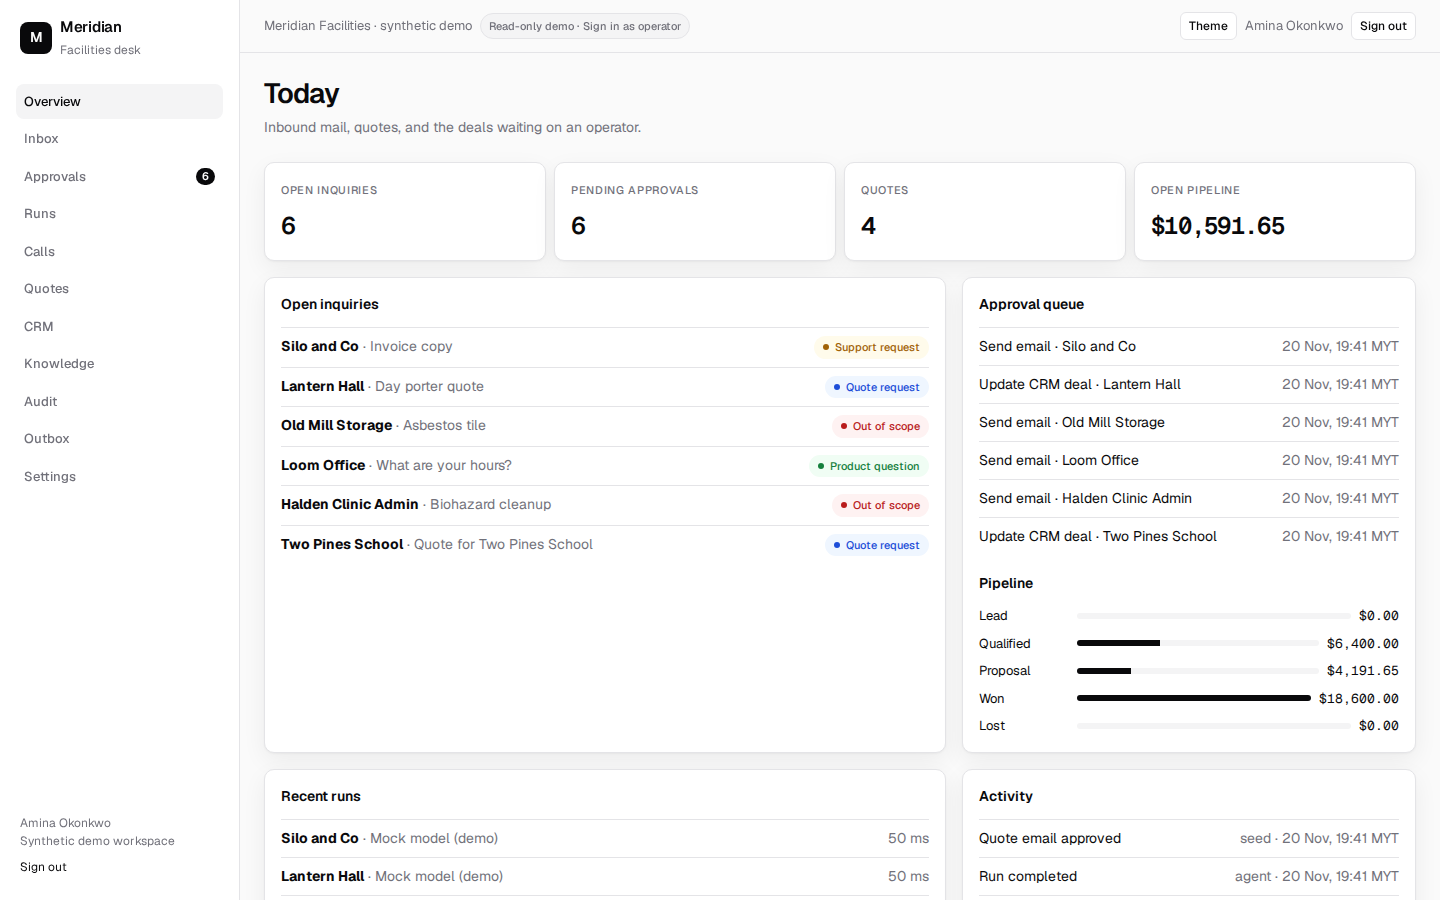 M
Meridian
Facilities desk
Overview
Inbox
Approvals 6
Runs
Calls
Quotes
CRM
Knowledge
Audit
Outbox
Settings
Amina Okonkwo
Synthetic demo workspace
Sign out
Meridian Facilities · synthetic demo Read-only demo · Sign in as operator Theme Amina Okonkwo Sign out
Today
Inbound mail, quotes, and the deals waiting on an operator.
OPEN INQUIRIES
6
PENDING APPROVALS
6
QUOTES
4
OPEN PIPELINE
$10,591.65
Open inquiries
Silo and Co · Invoice copy Support request
Lantern Hall · Day porter quote Quote request
Old Mill Storage · Asbestos tile Out of scope
Loom Office · What are your hours? Product question
Halden Clinic Admin · Biohazard cleanup Out of scope
Two Pines School · Quote for Two Pines School Quote request
Approval queue
Send email · Silo and Co 20 Nov, 19:41 MYT
Update CRM deal · Lantern Hall 20 Nov, 19:41 MYT
Send email · Old Mill Storage 20 Nov, 19:41 MYT
Send email · Loom Office 20 Nov, 19:41 MYT
Send email · Halden Clinic Admin 20 Nov, 19:41 MYT
Update CRM deal · Two Pines School 20 Nov, 19:41 MYT
Pipeline
Lead $0.00
Qualified $6,400.00
Proposal $4,191.65
Won $18,600.00
Lost $0.00
Recent runs
Silo and Co · Mock model (demo) 50 ms
Lantern Hall · Mock model (demo) 50 ms
Activity
Quote email approved seed · 20 Nov, 19:41 MYT
Run completed agent · 20 Nov, 19:41 MYT